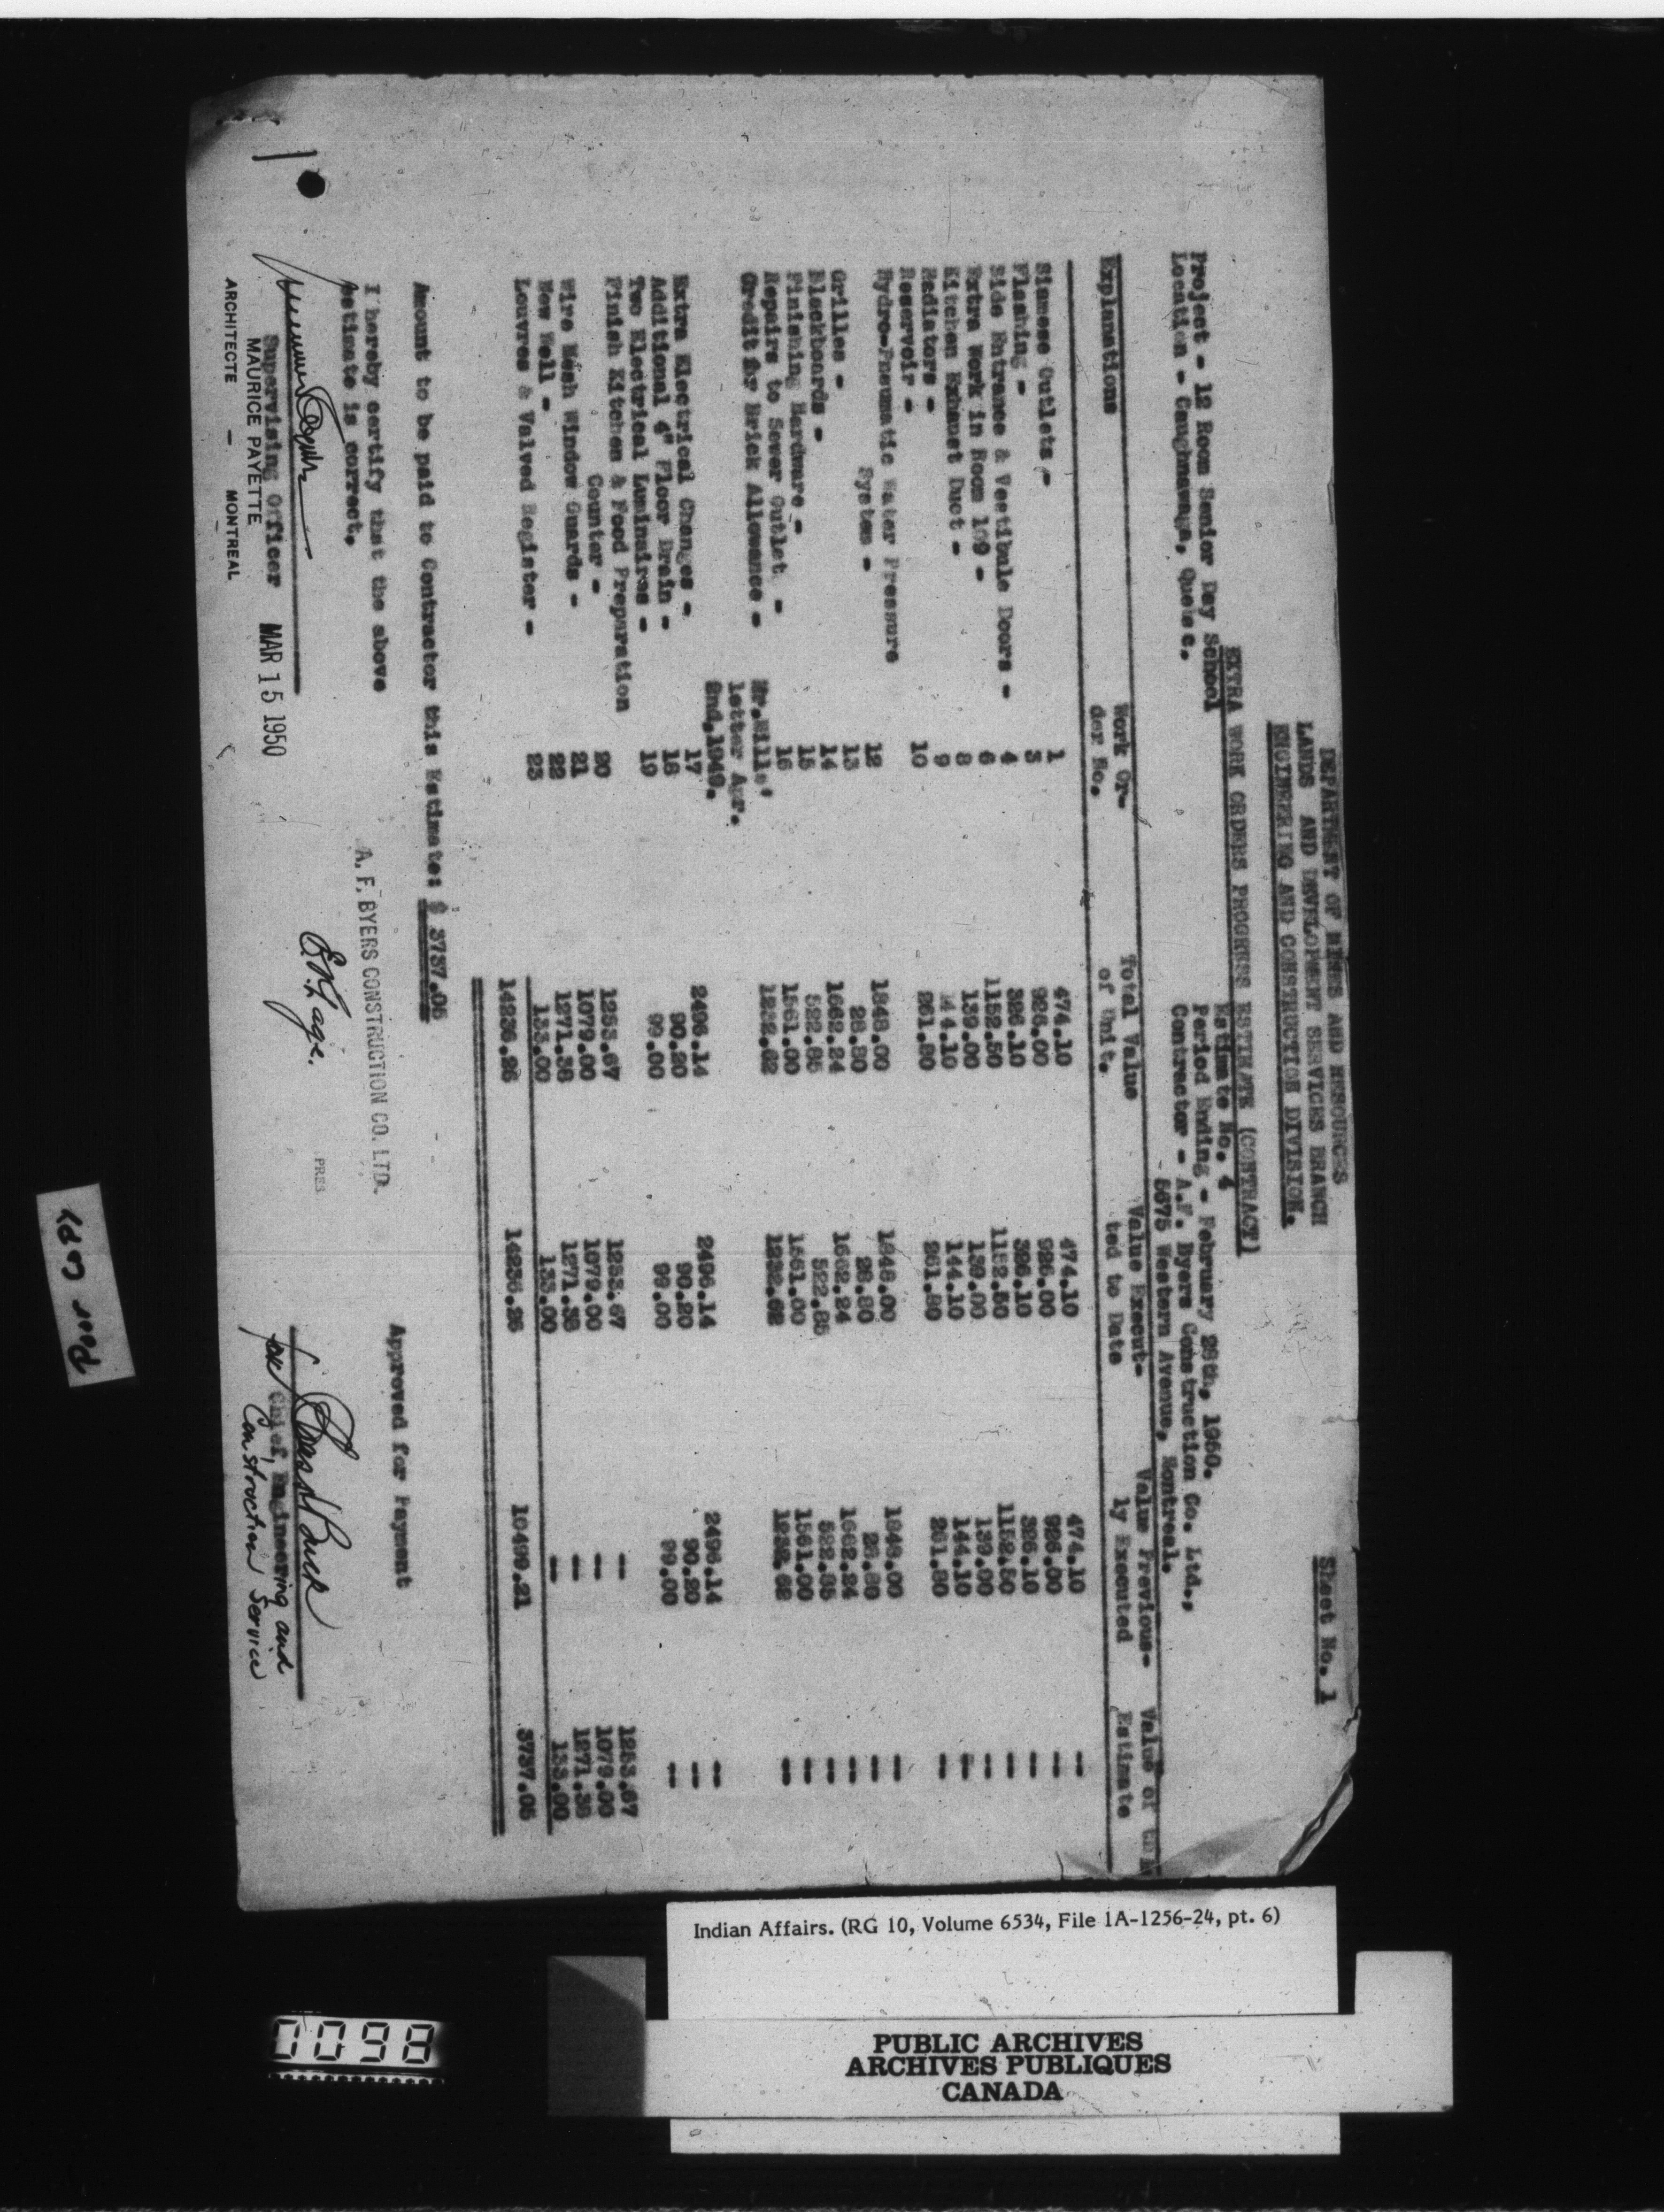 Sheet No. 1
DEPARTMENT OF MINES AND RESOURCES
LANDS AND DEVELOPMENT SERVICES BRANCH
ENGINEERING AND CONSTRUCTION DIVISION.
EXTRA WORK ORDERS PROGRESS ESTIMATE (CONTRACT)
Project - 12 Room Senior Day School
Location - Caughnawaga, Quebec.
Estimate No. 4
Period Ending - February 28th, 1950.
Contractor - A.F. Byers Construction Co. Ltd.,
- 5675 Western Avenue, Montreal.
Explanations Work Or- Total Value Value Execut- Value Previous- Value of
der No. of Unit. ted to Date ly Executed Estimate
Siamese Outlets - 1 474.10 474.10 474.10 --
Flashing - 3 926.00 926.00 926.00 --
Side Entrance & Vestibule Doors - 4 326.10 326.10 326.10 --
Extra Work in Room 109 - 6 1152.50 1152.50 1152.50 --
Kitchen Exhaust Duct - 8 139.00 139.00 139.00 --
Radiators - 9 144.10 144.10 144.10 --
Reservoir - 10 261.80 261.80 261.80 --
Hydro-Pneumatic Water Pressure
System - 12 1848.00 1848.00 1848.00 --
Grilles - 13 28.80 28.80 28.80 --
Blackboards - 14 1662.24 1662.24 1662.24 --
Finishing Hardware - 15 522.85 522.85 522.85 --
Repairs to Sewer Outlet - 16 1561.00 1561.00 1561.00 --
Credit for Brick Allowance - Mr.Mills' 1232.62 1232.62 1232.62 --
letter Apr.
2nd,1949.
Extra Electrical Changes - 17 2496.14 2496.14 2496.14 --
Additional 4" Floor Drain - 18 90.20 90.20 90.20 --
Two Electrical Luminaires - 19 99.00 99.00 99.00 --
Finish Kitchen & Food Preparation
Counter - 20 1253.67 1253.67 -- 1253.67
Wire Mesh Window Guards - 21 1079.00 1079.00 -- 1079.00
New Well - 22 1271.38 1271.38 -- 1271.38
Louvres & Valved Register - 23 133.00 133.00 -- 133.00
14236.26 14236.26 10499.21 3737.05
Amount to be paid to Contractor this Estimate: $ 3737.05
I hereby certify that the above
estimate is correct.
Approved for Payment
A. F. BYERS CONSTRUCTION CO. LTD.
PRES
Supervising Officer
MAURICE PAYETTE
ARCHITECTE - MONTREAL
MAR 15 1950
for Chief, Engineering and
Construction Service
Poor copy
Indian Affairs. (RG 10, Volume 6534, File 1A-1256-24, pt. 6)
0098
PUBLIC ARCHIVES
ARCHIVES PUBLIQUES
CANADA